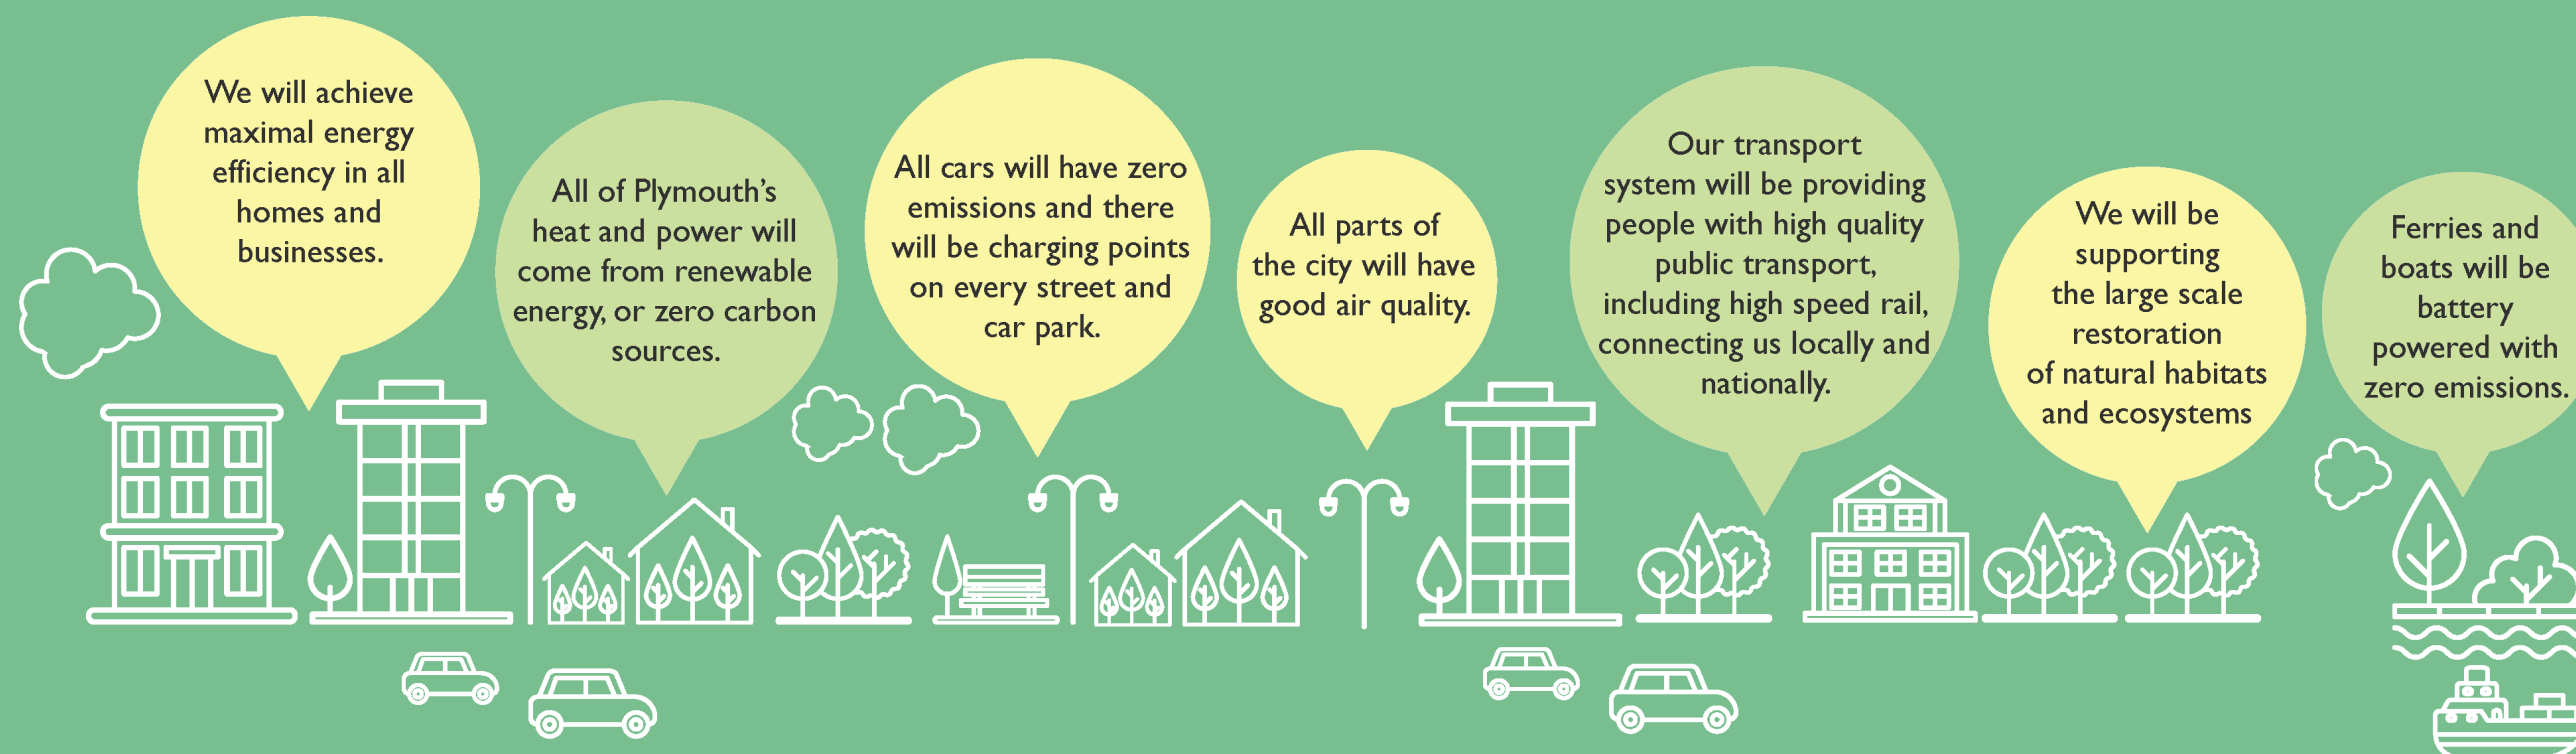 We will achieve
maximal energy
efficiency in all
homes and
businesses.
All of Plymouth's
heat and power will
come from renewable
energy, or zero carbon
sources.
All cars will have zero
emissions and there
will be charging points
on every street and
car park.
All parts of
the city will have
good air quality.
Our transport
system will be providing
people with high quality
public transport,
including high speed rail,
connecting us locally and
nationally.
We will be
supporting
the large scale
restoration
of natural habitats
and ecosystems
Ferries and
boats will be
battery
powered with
zero emissions.